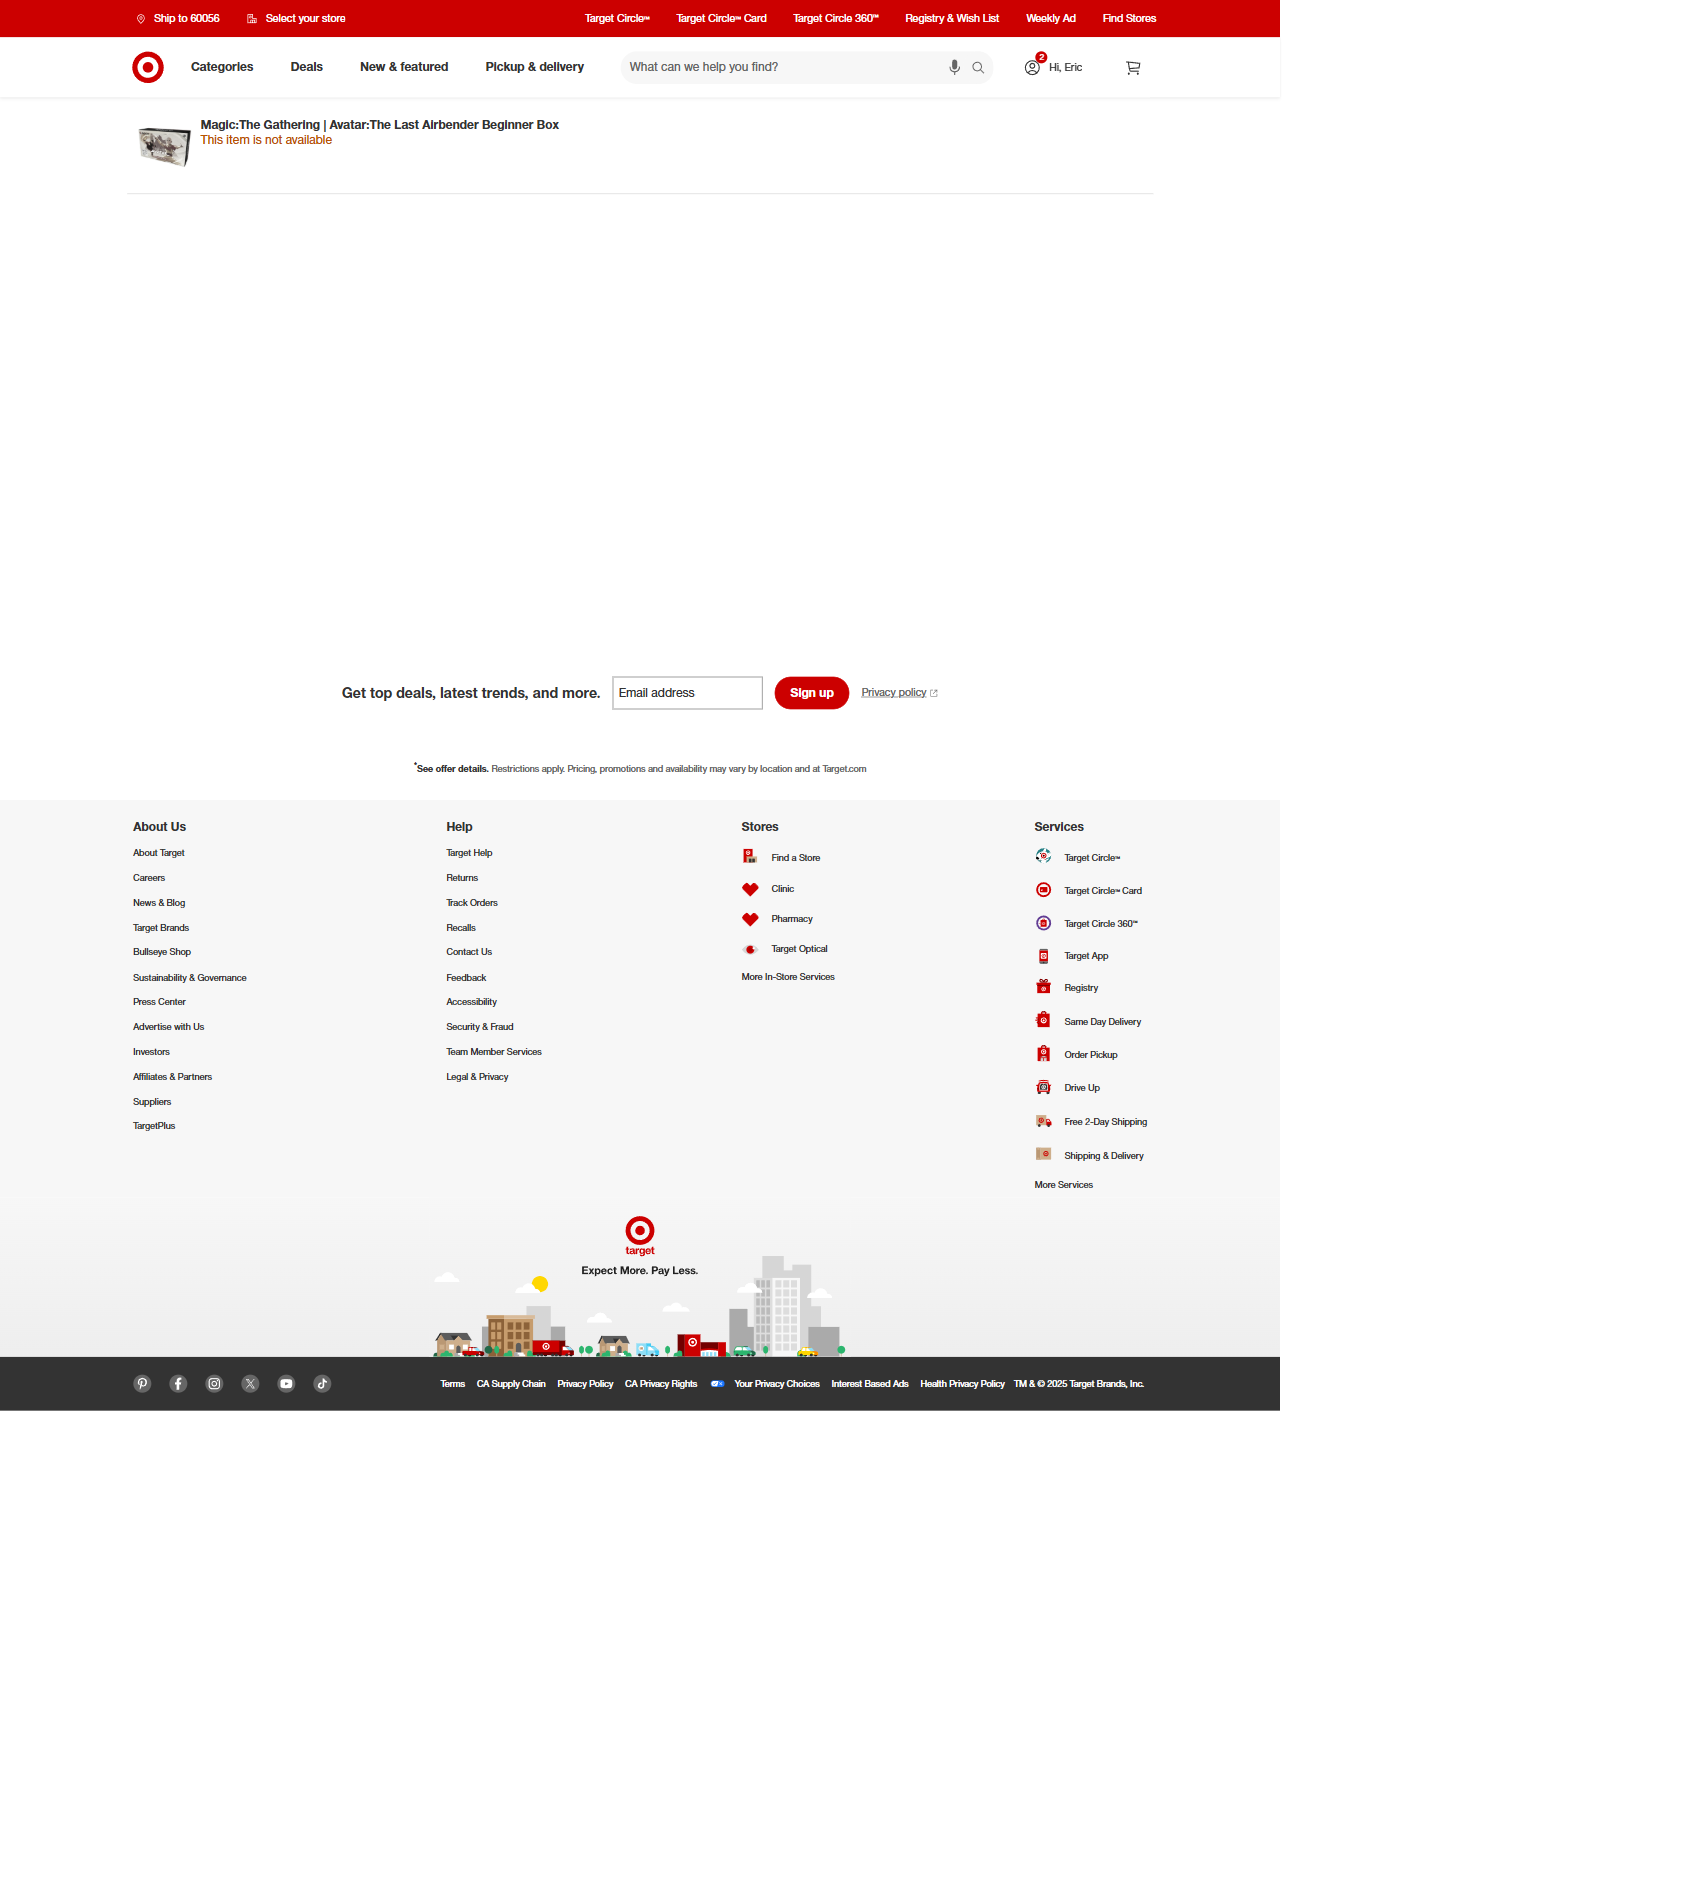 Ship to 60056
Select your store
Target Circle™
Target Circle™ Card
Target Circle 360™
Registry & Wish List
Weekly Ad
Find Stores
Categories
Deals
New & featured
Pickup & delivery
What can we help you find?
2
Hi, Eric
Magic:The Gathering | Avatar:The Last Airbender Beginner Box
This item is not available
Get top deals, latest trends, and more.
Email address
Sign up
Privacy policy
*See offer details. Restrictions apply. Pricing, promotions and availability may vary by location and at Target.com
About Us
About Target
Careers
News & Blog
Target Brands
Bullseye Shop
Sustainability & Governance
Press Center
Advertise with Us
Investors
Affiliates & Partners
Suppliers
TargetPlus
Help
Target Help
Returns
Track Orders
Recalls
Contact Us
Feedback
Accessibility
Security & Fraud
Team Member Services
Legal & Privacy
Stores
Find a Store
Clinic
Pharmacy
Target Optical
More In-Store Services
Services
Target Circle™
Target Circle™ Card
Target Circle 360™
Target App
Registry
Same Day Delivery
Order Pickup
Drive Up
Free 2-Day Shipping
Shipping & Delivery
More Services
target
Expect More. Pay Less.
Terms
CA Supply Chain
Privacy Policy
CA Privacy Rights
Your Privacy Choices
Interest Based Ads
Health Privacy Policy
TM & © 2025 Target Brands, Inc.